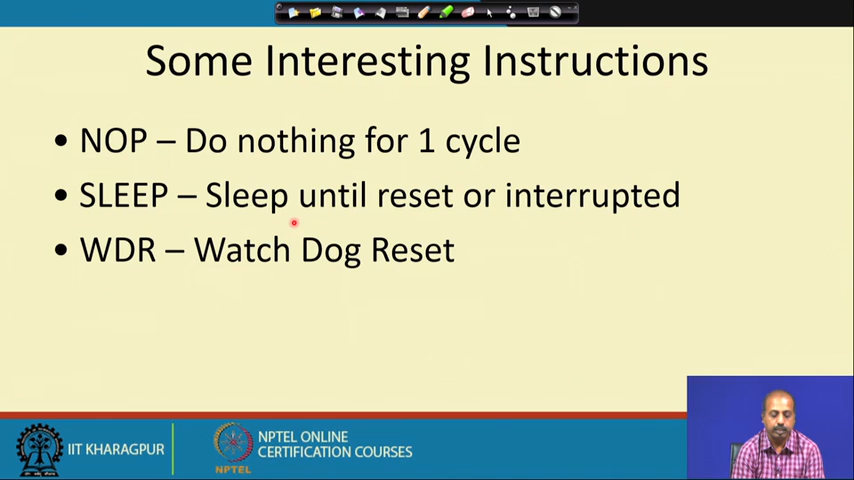 Some Interesting Instructions
• NOP – Do nothing for 1 cycle
• SLEEP – Sleep until reset or interrupted
• WDR – Watch Dog Reset
IIT KHARAGPUR
NPTEL
NPTEL ONLINE
CERTIFICATION COURSES